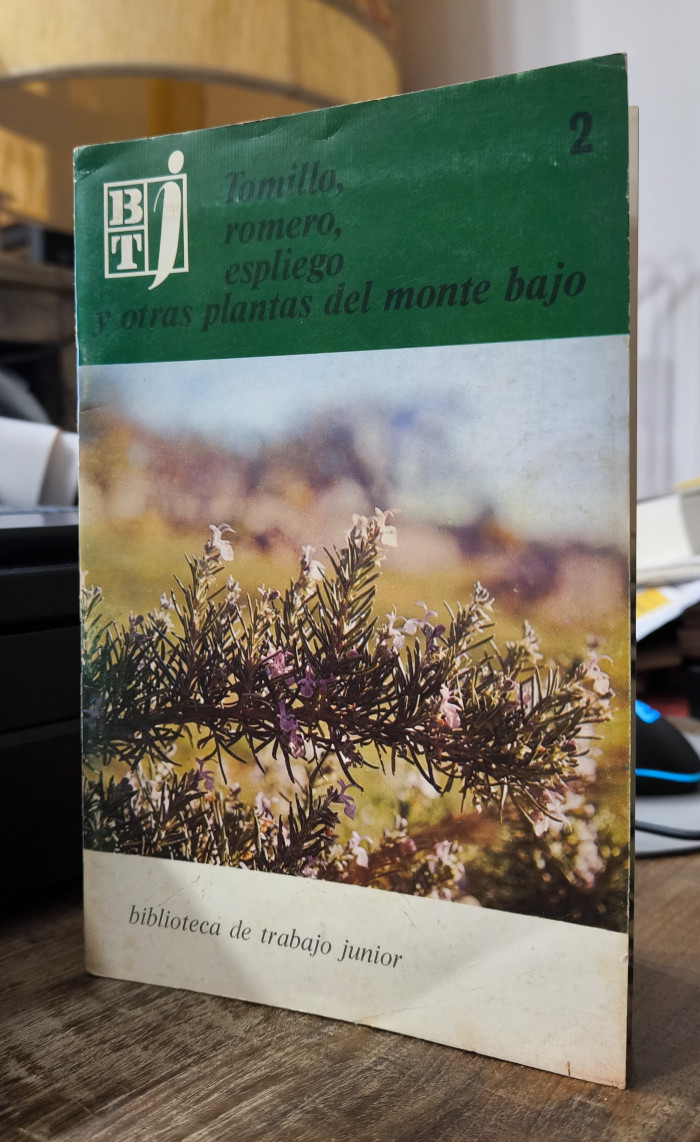 BTj
2
Tomillo,
romero,
espliego
y otras plantas del monte bajo
biblioteca de trabajo junior